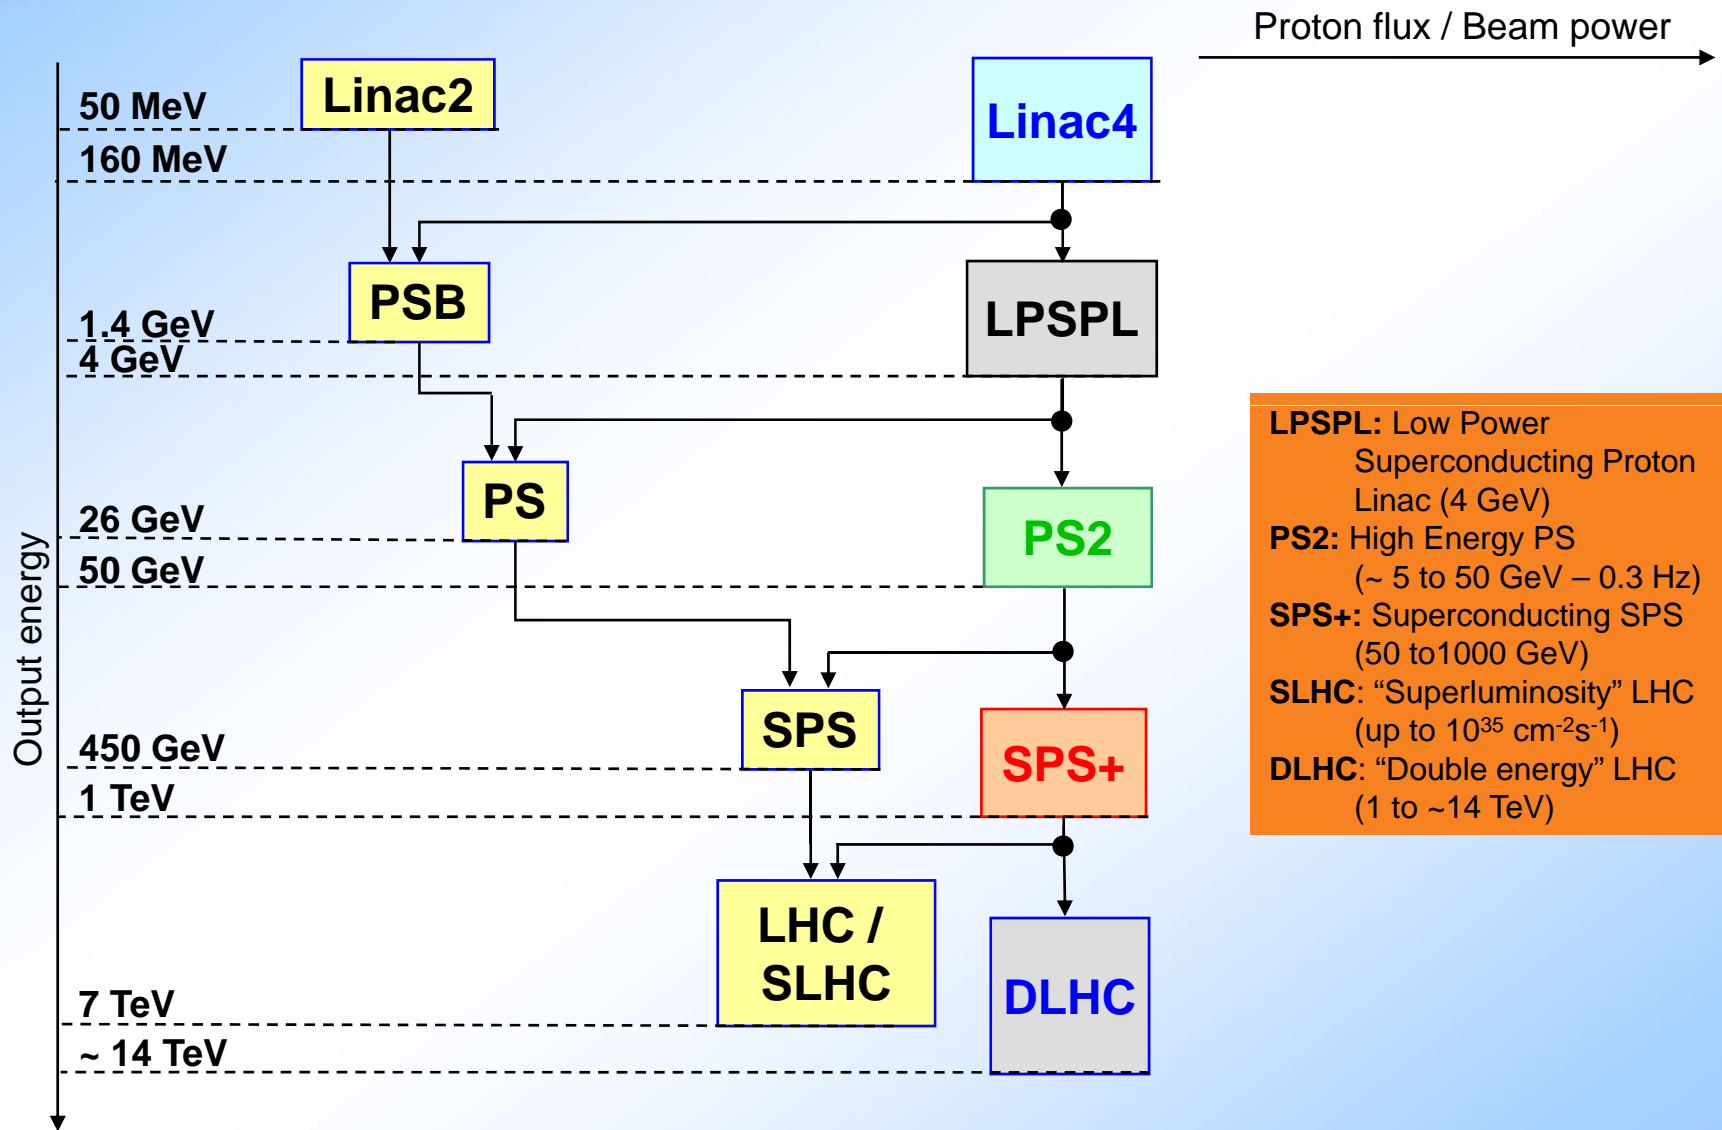 Proton flux / Beam power
Linac2
Linac4
50 MeV
160 MeV
PSB
LPSPL
1.4 GeV
4 GeV
PS
PS2
26 GeV
50 GeV
Output energy
SPS
SPS+
450 GeV
1 TeV
LHC /
SLHC
DLHC
7 TeV
~ 14 TeV
LPSPL: Low Power
Superconducting Proton
Linac (4 GeV)
PS2: High Energy PS
(~ 5 to 50 GeV – 0.3 Hz)
SPS+: Superconducting SPS
(50 to1000 GeV)
SLHC: “Superluminosity” LHC
(up to 10³⁵ cm⁻²s⁻¹)
DLHC: “Double energy” LHC
(1 to ~14 TeV)